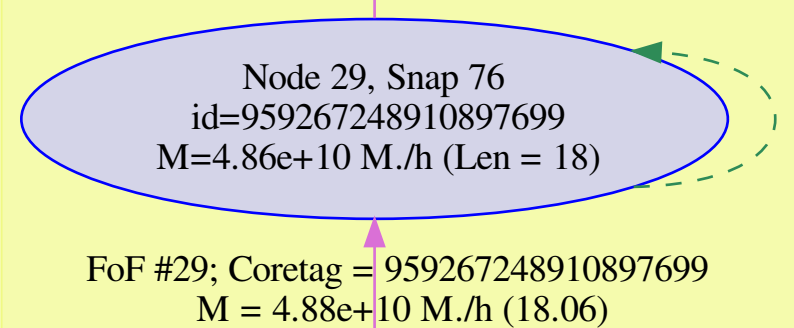 Node 29, Snap 76
id=959267248910897699
M=4.86e+10 M./h (Len = 18)
FoF #29; Coretag = 959267248910897699
M = 4.88e+10 M./h (18.06)